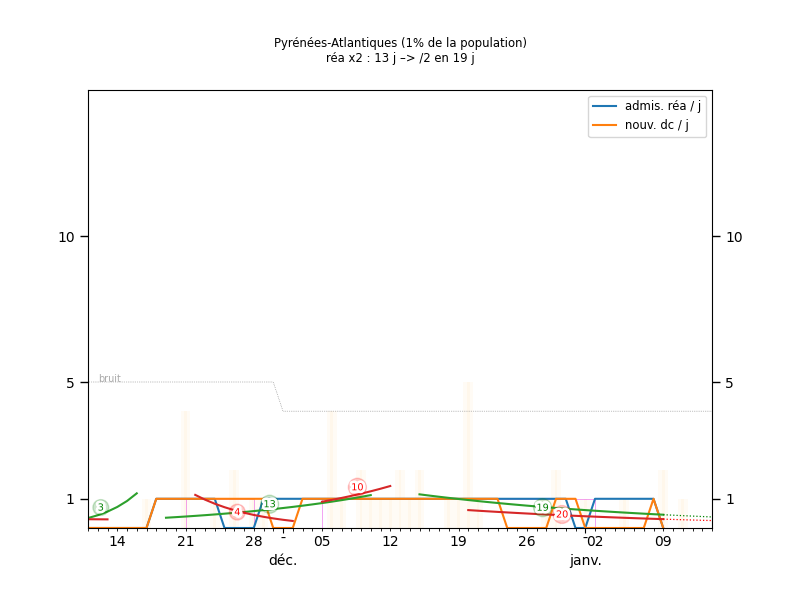 Pyrénées-Atlantiques (1% de la population)
réa x2 : 13 j –> /2 en 19 j
admis. réa / j
nouv. dc / j
10 10
bruit
5 5
10
3 4 13 19 20
1 1
14 21 28 - 05 12 19 26 - 02 09
déc. janv.